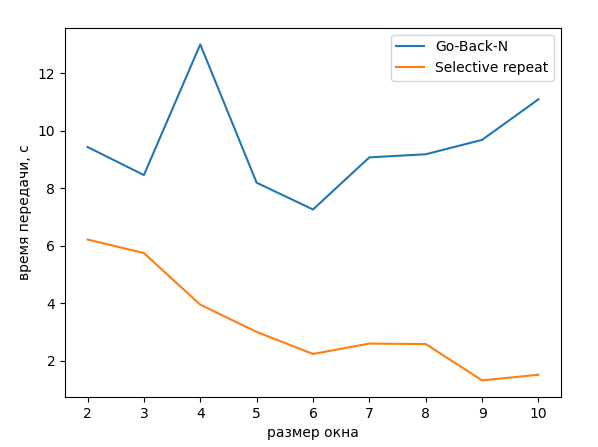 Go-Back-N
Selective repeat
время передачи, с
12
10
8
6
4
2
2 3 4 5 6 7 8 9 10
размер окна